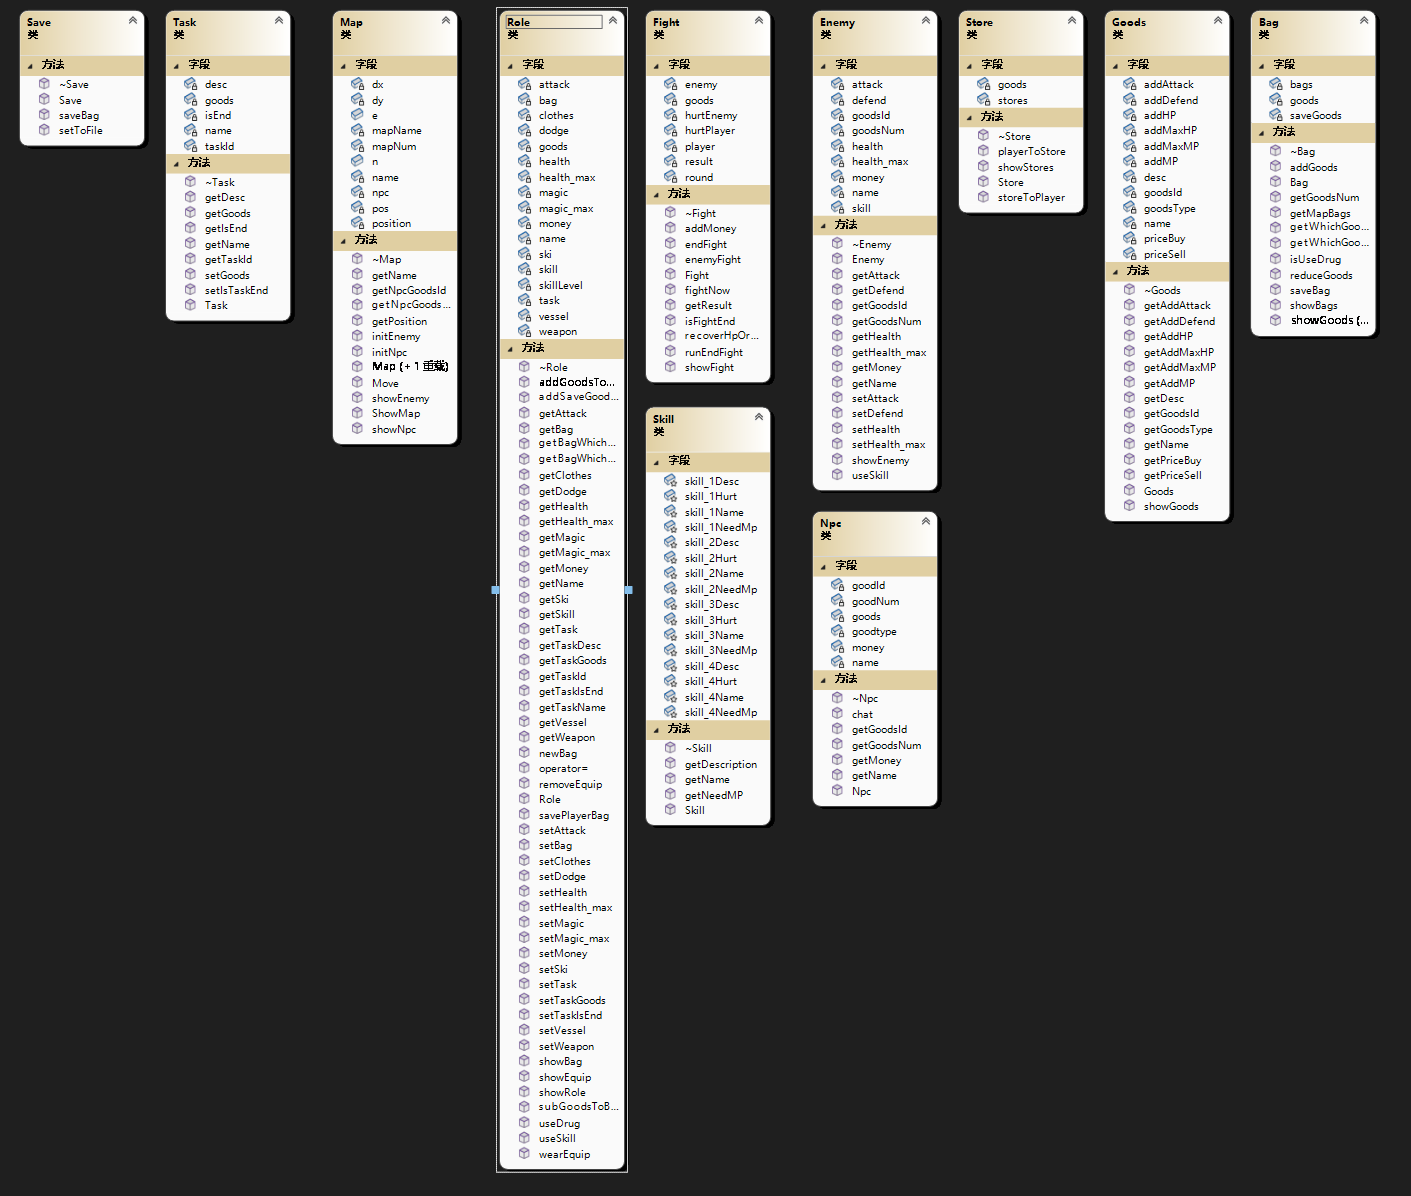 Save
类
方法
~Save
Save
saveBag
setToFile
Task
类
字段
desc
goods
isEnd
name
taskId
方法
~Task
getDesc
getGoods
getIsEnd
getName
getTaskId
setGoods
setIsTaskEnd
Task
Map
类
字段
dx
dy
e
mapName
mapNum
n
name
npc
pos
position
方法
~Map
getName
getNpcGoodsId
getNpcGoods...
getPosition
initEnemy
initNpc
Map (+ 1 重载)
Move
showEnemy
ShowMap
showNpc
Role
类
字段
attack
bag
clothes
dodge
goods
health
health_max
magic
magic_max
money
name
ski
skill
skillLevel
task
vessel
weapon
方法
~Role
addGoodsTo...
addSaveGood...
getAttack
getBag
getBagWhich...
getBagWhich...
getClothes
getDodge
getHealth
getHealth_max
getMagic
getMagic_max
getMoney
getName
getSki
getSkill
getTask
getTaskDesc
getTaskGoods
getTaskId
getTaskIsEnd
getTaskName
getVessel
getWeapon
newBag
operator=
removeEquip
Role
savePlayerBag
setAttack
setBag
setClothes
setDodge
setHealth
setHealth_max
setMagic
setMagic_max
setMoney
setSki
setTask
setTaskGoods
setTaskIsEnd
setVessel
setWeapon
showBag
showEquip
showRole
subGoodsToB...
useDrug
useSkill
wearEquip
Fight
类
字段
enemy
goods
hurtEnemy
hurtPlayer
player
result
round
方法
~Fight
addMoney
endFight
enemyFight
Fight
fightNow
getResult
isFightEnd
recoverHpOr...
runEndFight
showFight
Skill
类
字段
skill_1Desc
skill_1Hurt
skill_1Name
skill_1NeedMp
skill_2Desc
skill_2Hurt
skill_2Name
skill_2NeedMp
skill_3Desc
skill_3Hurt
skill_3Name
skill_3NeedMp
skill_4Desc
skill_4Hurt
skill_4Name
skill_4NeedMp
方法
~Skill
getDescription
getName
getNeedMP
Skill
Enemy
类
字段
attack
defend
goodsId
goodsNum
health
health_max
money
name
skill
方法
~Enemy
Enemy
getAttack
getDefend
getGoodsId
getGoodsNum
getHealth
getHealth_max
getMoney
getName
setAttack
setDefend
setHealth
setHealth_max
showEnemy
useSkill
Npc
类
字段
goodId
goodNum
goods
goodtype
money
name
方法
~Npc
chat
getGoodsId
getGoodsNum
getMoney
getName
Npc
Store
类
字段
goods
stores
方法
~Store
playerToStore
showStores
Store
storeToPlayer
Goods
类
字段
addAttack
addDefend
addHP
addMaxHP
addMaxMP
addMP
desc
goodsId
goodsType
name
priceBuy
priceSell
方法
~Goods
getAddAttack
getAddDefend
getAddHP
getAddMaxHP
getAddMaxMP
getAddMP
getDesc
getGoodsId
getGoodsType
getName
getPriceBuy
getPriceSell
Goods
showGoods
Bag
类
字段
bags
goods
saveGoods
方法
~Bag
addGoods
Bag
getGoodsNum
getMapBags
getWhichGoo...
getWhichGoo...
isUseDrug
reduceGoods
saveBag
showBags
showGoods (...